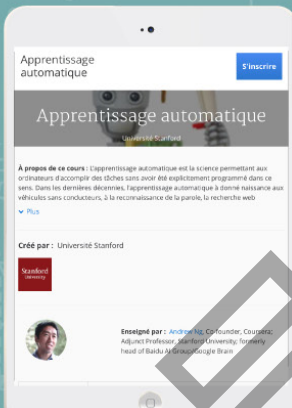 Apprentissage
automatique
S'inscrire
Apprentissage automatique
Université Stanford
À propos de ce cours : L'apprentissage automatique est la science permettant aux
ordinateurs d'accomplir des tâches sans avoir été explicitement programmé dans ce
sens. Dans les dernières décennies, l'apprentissage automatique à donné naissance aux
véhicules sans conducteurs, à la reconnaissance de la parole, la recherche web
Plus
Créé par : Université Stanford
Stanford
University
Enseigné par : Andrew Ng, Co-founder, Coursera;
Adjunct Professor, Stanford University; formerly
head of Baidu AI Group/Google Brain